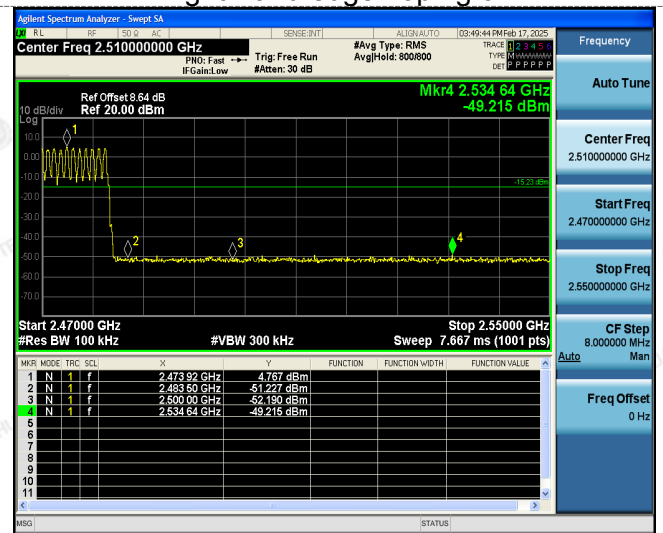 Agilent Spectrum Analyzer - Swept SA
RL RF 50 Ω AC SENSE:INT ALIGN AUTO 03:49:44 PM Feb 17, 2025
Center Freq 2.510000000 GHz
PNO: Fast
IFGain:Low
Trig: Free Run
#Atten: 30 dB
#Avg Type: RMS
Avg|Hold: 800/800
TRACE 1 2 3 4 5 6
TYPE M
DET P P P P P P
Mkr4 2.534 64 GHz
-49.215 dBm
Ref Offset 8.64 dB
10 dB/div Ref 20.00 dBm
Log
10.0
0.00
-10.0
-20.0
-30.0
-40.0
-50.0
-60.0
-70.0
1
2
3
4
-15.23 dBm
Start 2.47000 GHz Stop 2.55000 GHz
#Res BW 100 kHz #VBW 300 kHz Sweep 7.667 ms (1001 pts)
MKR MODE TRC SCL X Y FUNCTION FUNCTION WIDTH FUNCTION VALUE
1 N 1 f 2.473 92 GHz 4.767 dBm
2 N 1 f 2.483 50 GHz -51.227 dBm
3 N 1 f 2.500 00 GHz -52.190 dBm
4 N 1 f 2.534 64 GHz -49.215 dBm
5
6
7
8
9
10
11
MSG STATUS
Frequency
Auto Tune
Center Freq
2.510000000 GHz
Start Freq
2.470000000 GHz
Stop Freq
2.550000000 GHz
CF Step
8.000000 MHz
Auto Man
Freq Offset
0 Hz